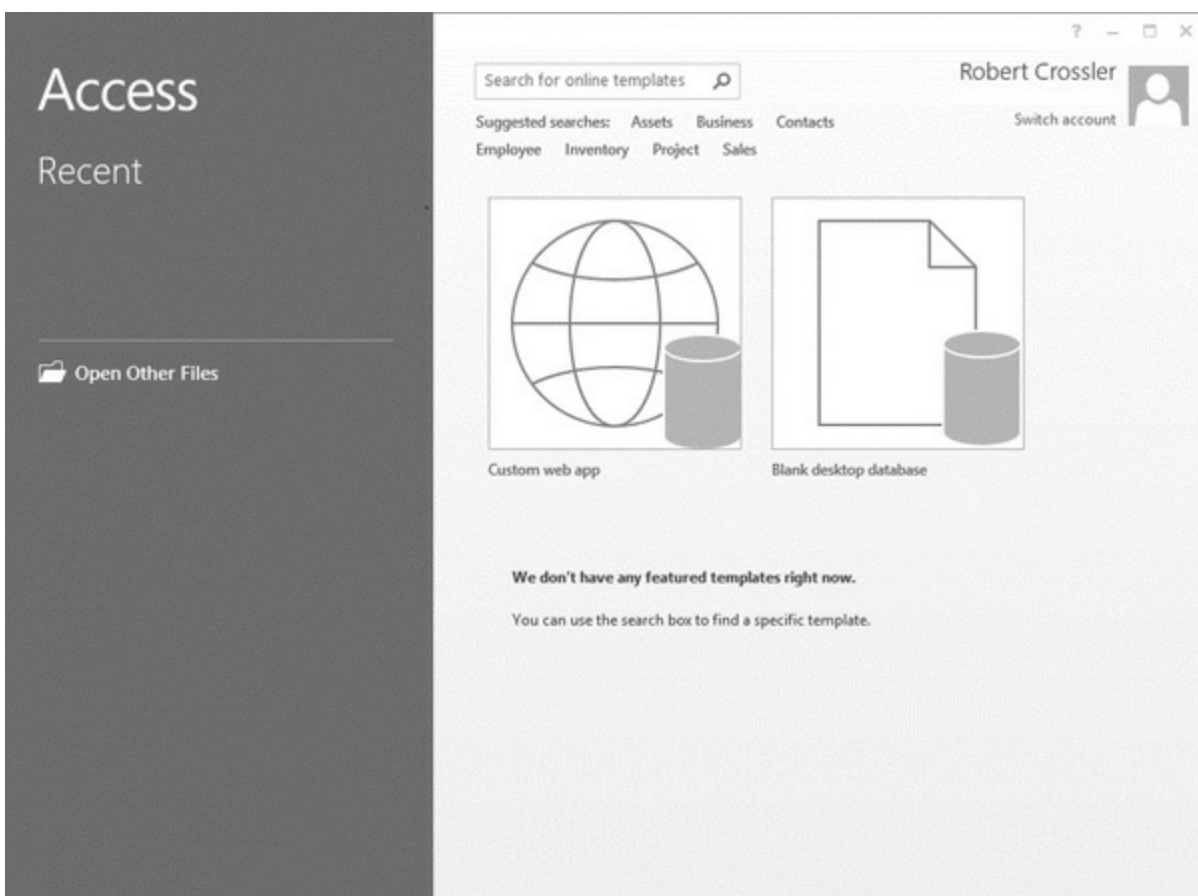 Access
Recent
Open Other Files
?
Search for online templates
Robert Crossler
Switch account
Suggested searches: Assets Business Contacts
Employee Inventory Project Sales
Custom web app
Blank desktop database
We don't have any featured templates right now.
You can use the search box to find a specific template.